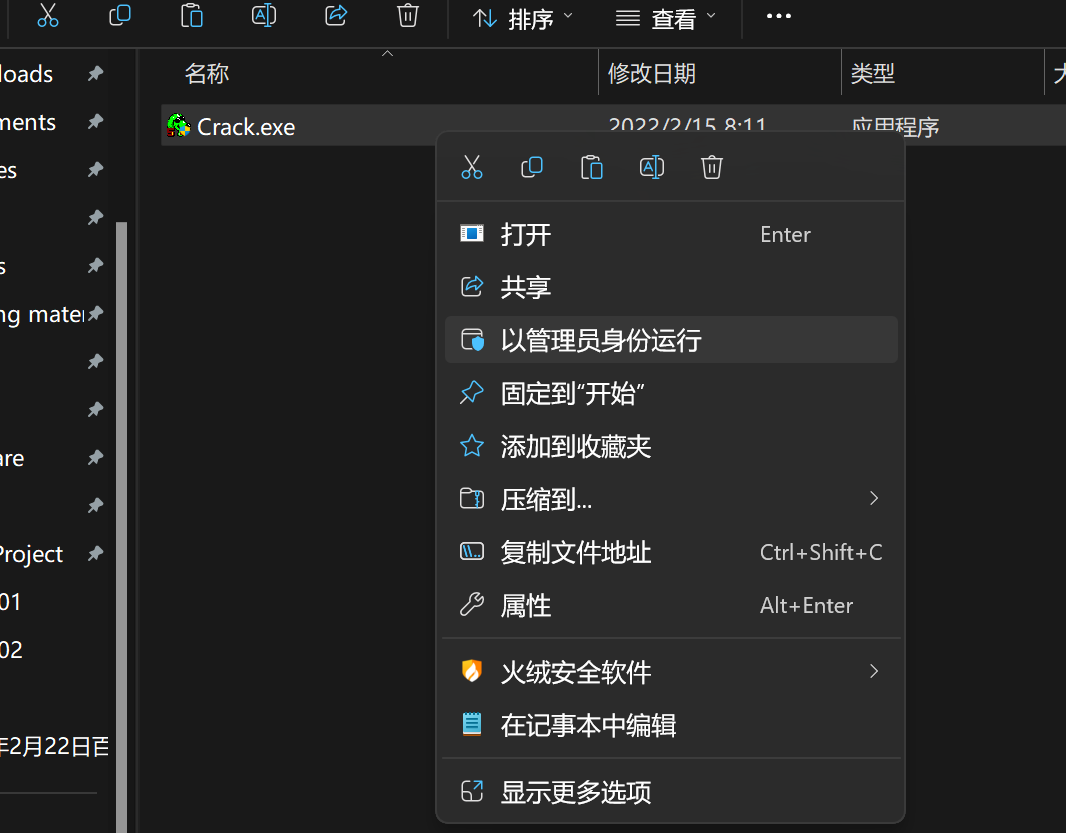 排序
查看
loads
名称
修改日期
类型
ments
Crack.exe
2022/2/15 8:11
应用程序
es
打开
Enter
s
共享
ng mater
以管理员身份运行
固定到“开始”
are
添加到收藏夹
压缩到...
Project
复制文件地址
Ctrl+Shift+C
01
属性
Alt+Enter
02
火绒安全软件
在记事本中编辑
年2月22日百
显示更多选项